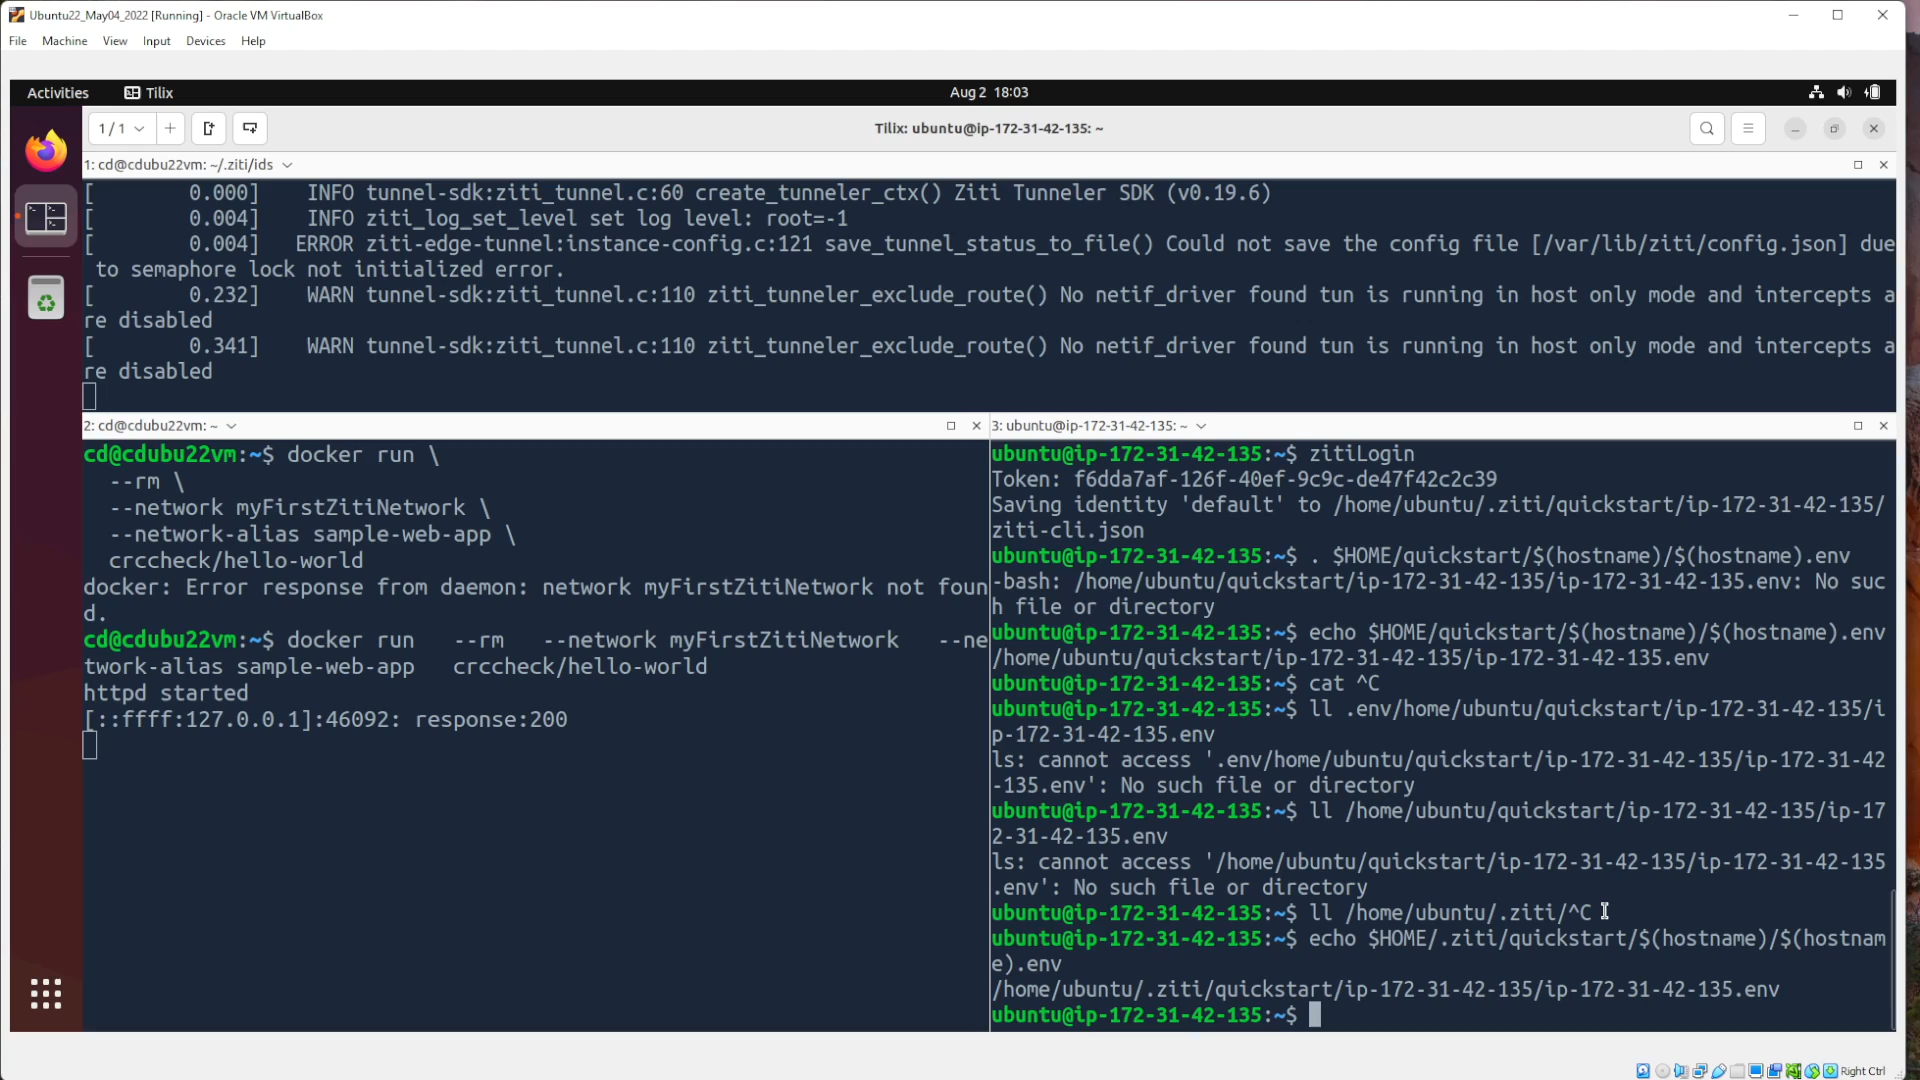 Ubuntu22_May04_2022 [Running] - Oracle VM VirtualBox
File Machine View Input Devices Help
Activities Tilix Aug 2 18:03
1 / 1 Tilix: ubuntu@ip-172-31-42-135: ~
1: cd@cdubu22vm: ~/.ziti/ids
[ 0.000] INFO tunnel-sdk:ziti_tunnel.c:60 create_tunneler_ctx() Ziti Tunneler SDK (v0.19.6)
[ 0.004] INFO ziti_log_set_level set log level: root=-1
[ 0.004] ERROR ziti-edge-tunnel:instance-config.c:121 save_tunnel_status_to_file() Could not save the config file [/var/lib/ziti/config.json] due
to semaphore lock not initialized error.
[ 0.232] WARN tunnel-sdk:ziti_tunnel.c:110 ziti_tunneler_exclude_route() No netif_driver found tun is running in host only mode and intercepts a
re disabled
[ 0.341] WARN tunnel-sdk:ziti_tunnel.c:110 ziti_tunneler_exclude_route() No netif_driver found tun is running in host only mode and intercepts a
re disabled
2: cd@cdubu22vm: ~
cd@cdubu22vm:~$ docker run \
--rm \
--network myFirstZitiNetwork \
--network-alias sample-web-app \
crccheck/hello-world
docker: Error response from daemon: network myFirstZitiNetwork not foun
d.
cd@cdubu22vm:~$ docker run --rm --network myFirstZitiNetwork --ne
twork-alias sample-web-app crccheck/hello-world
httpd started
[::ffff:127.0.0.1]:46092: response:200
3: ubuntu@ip-172-31-42-135: ~
ubuntu@ip-172-31-42-135:~$ zitiLogin
Token: f6dda7af-126f-40ef-9c9c-de47f42c2c39
Saving identity 'default' to /home/ubuntu/.ziti/quickstart/ip-172-31-42-135/
ziti-cli.json
ubuntu@ip-172-31-42-135:~$ . $HOME/quickstart/$(hostname)/$(hostname).env
-bash: /home/ubuntu/quickstart/ip-172-31-42-135/ip-172-31-42-135.env: No suc
h file or directory
ubuntu@ip-172-31-42-135:~$ echo $HOME/quickstart/$(hostname)/$(hostname).env
/home/ubuntu/quickstart/ip-172-31-42-135/ip-172-31-42-135.env
ubuntu@ip-172-31-42-135:~$ cat ^C
ubuntu@ip-172-31-42-135:~$ ll .env/home/ubuntu/quickstart/ip-172-31-42-135/i
p-172-31-42-135.env
ls: cannot access '.env/home/ubuntu/quickstart/ip-172-31-42-135/ip-172-31-42
-135.env': No such file or directory
ubuntu@ip-172-31-42-135:~$ ll /home/ubuntu/quickstart/ip-172-31-42-135/ip-17
2-31-42-135.env
ls: cannot access '/home/ubuntu/quickstart/ip-172-31-42-135/ip-172-31-42-135
.env': No such file or directory
ubuntu@ip-172-31-42-135:~$ ll /home/ubuntu/.ziti/^C
ubuntu@ip-172-31-42-135:~$ echo $HOME/.ziti/quickstart/$(hostname)/$(hostnam
e).env
/home/ubuntu/.ziti/quickstart/ip-172-31-42-135/ip-172-31-42-135.env
ubuntu@ip-172-31-42-135:~$
Right Ctrl